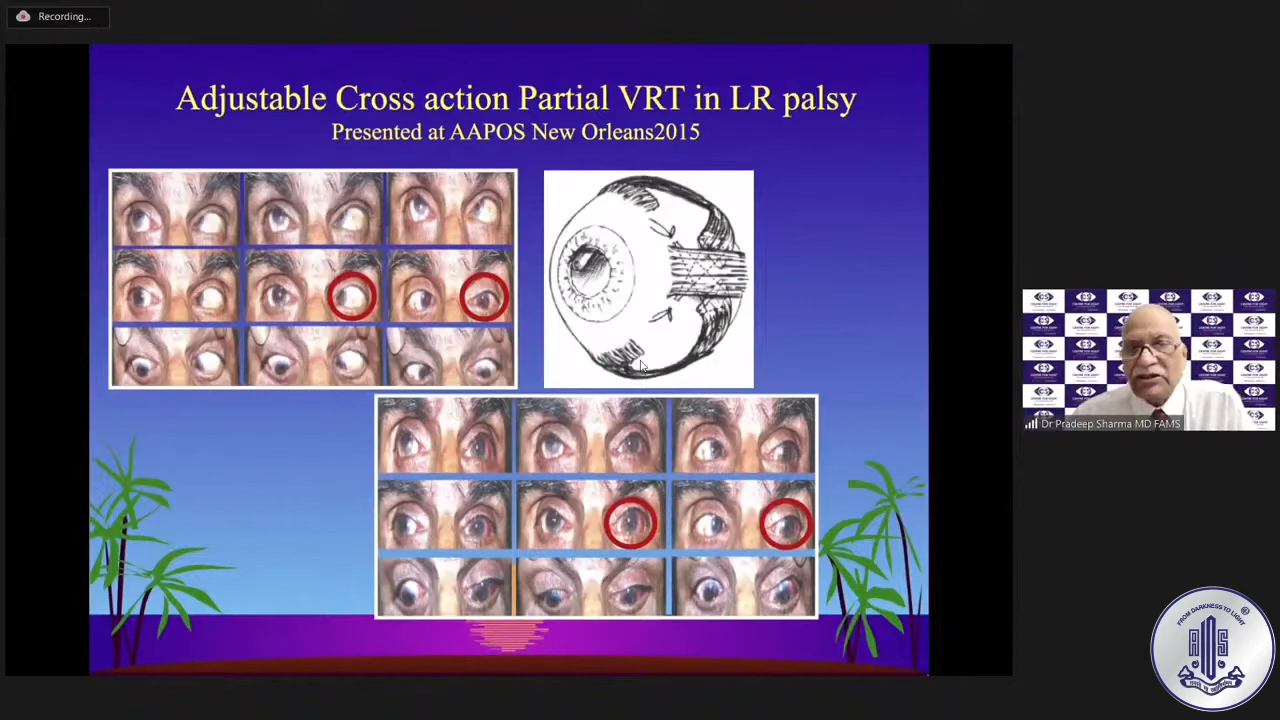 Recording...
Adjustable Cross action Partial VRT in LR palsy
Presented at AAPOS New Orleans2015
Dr Pradeep Sharma MD FAMS
FROM DARKNESS TO LIGHT